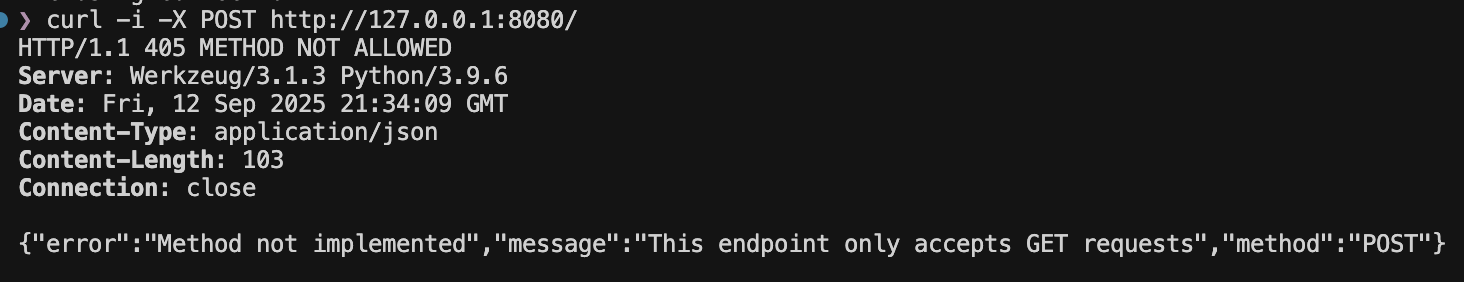 ❯ curl -i -X POST http://127.0.0.1:8080/
HTTP/1.1 405 METHOD NOT ALLOWED
Server: Werkzeug/3.1.3 Python/3.9.6
Date: Fri, 12 Sep 2025 21:34:09 GMT
Content-Type: application/json
Content-Length: 103
Connection: close

{"error":"Method not implemented","message":"This endpoint only accepts GET requests","method":"POST"}